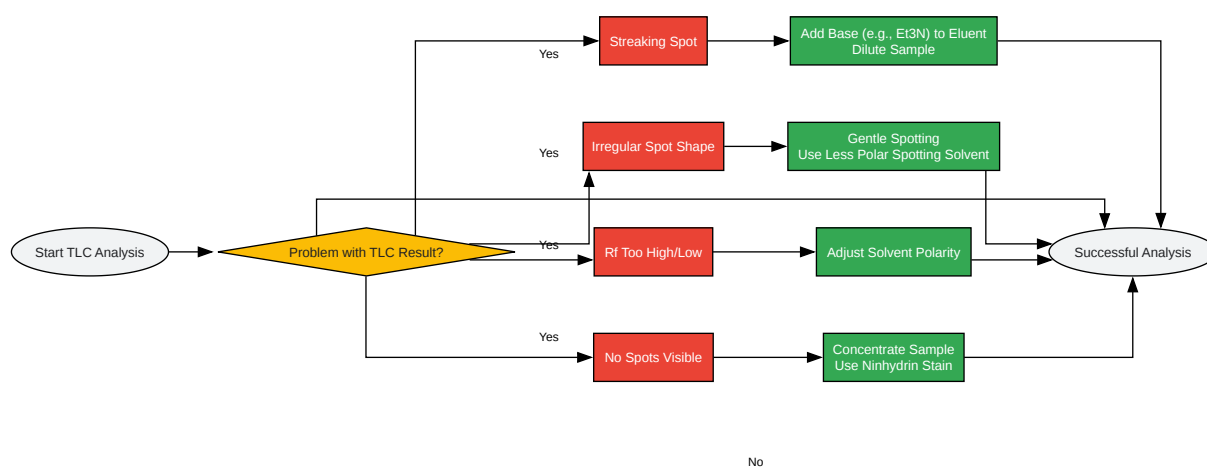 Streaking Spot
Add Base (e.g., Et3N) to Eluent
Dilute Sample
Yes
Irregular Spot Shape
Gentle Spotting
Use Less Polar Spotting Solvent
Yes
Start TLC Analysis
Problem with TLC Result?
Yes
Rf Too High/Low
Adjust Solvent Polarity
Successful Analysis
Yes
No Spots Visible
Concentrate Sample
Use Ninhydrin Stain
No